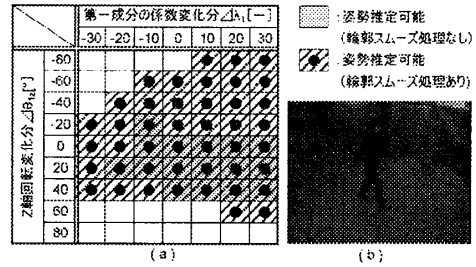 第一成分の係数変化分⊿λ₁[—]
-30 -20 -10 0 10 20 30
Z軸回転変化分⊿θ₁z[°]
-80
-60
-40
-20
0
20
40
60
80
(a)
:姿勢推定可能
(輪郭スムーズ処理なし)
:姿勢推定可能
(輪郭スムーズ処理あり)
(b)